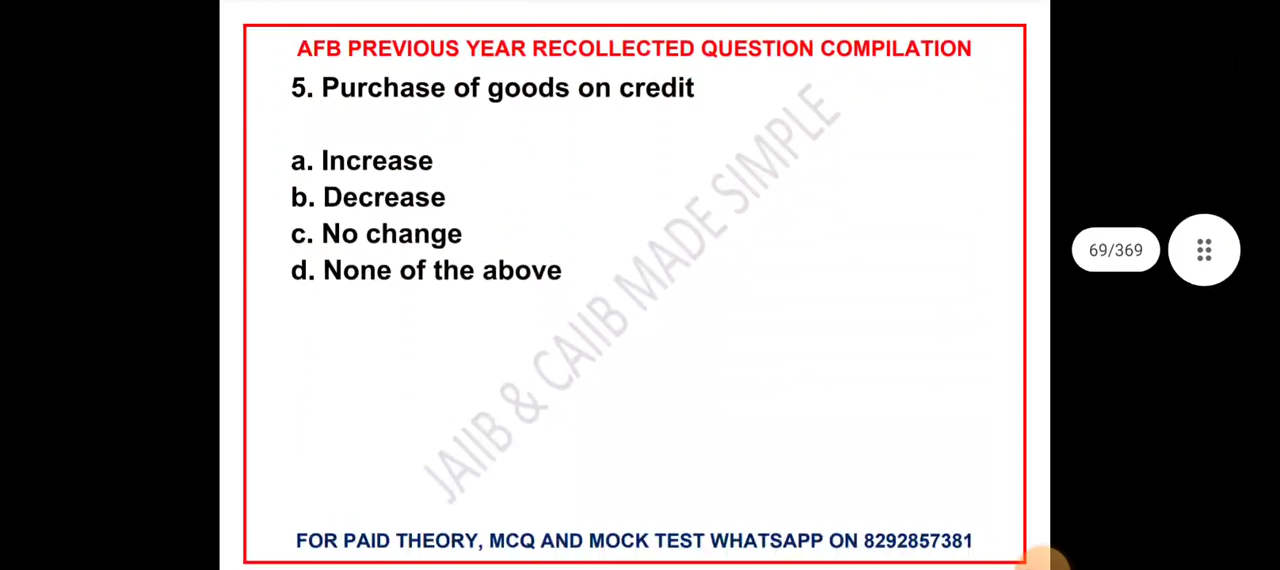 AFB PREVIOUS YEAR RECOLLECTED QUESTION COMPILATION
5. Purchase of goods on credit
a. Increase
b. Decrease
c. No change
d. None of the above
JAIIB & CAIIB MADE SIMPLE
69/369
FOR PAID THEORY, MCQ AND MOCK TEST WHATSAPP ON 8292857381